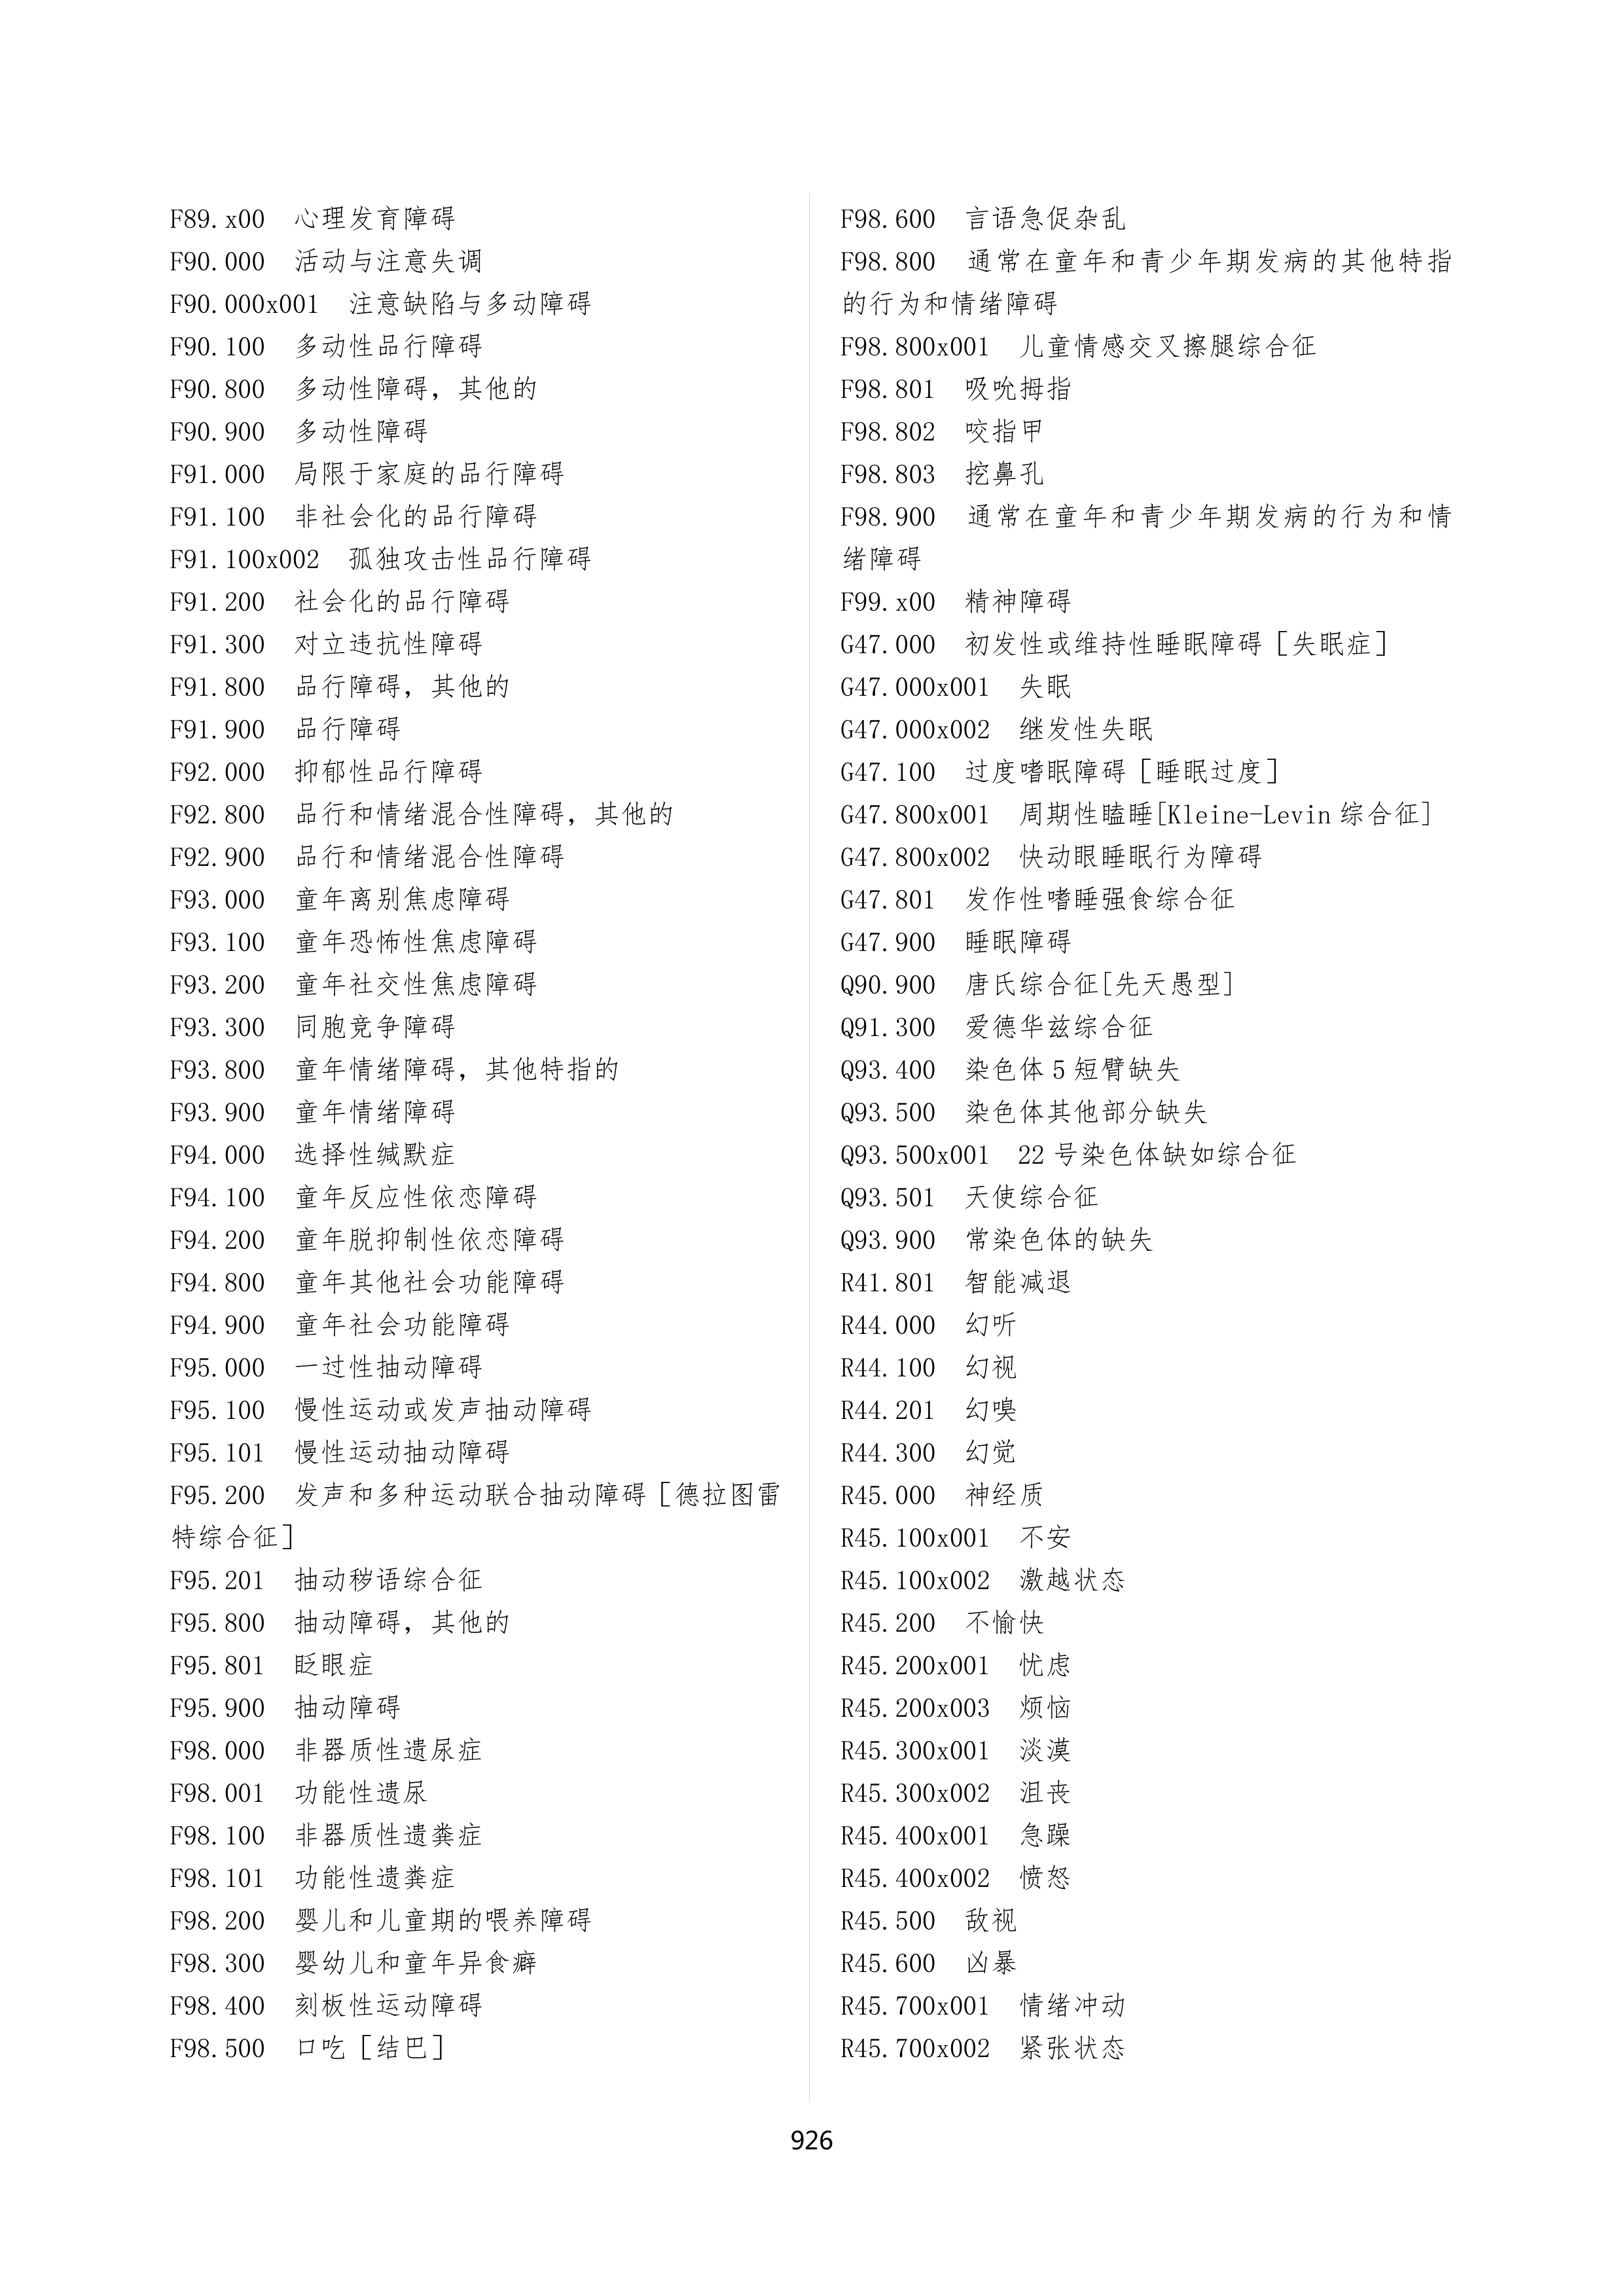 F89.x00 心理发育障碍
F90.000 活动与注意失调
F90.000x001 注意缺陷与多动障碍
F90.100 多动性品行障碍
F90.800 多动性障碍，其他的
F90.900 多动性障碍
F91.000 局限于家庭的品行障碍
F91.100 非社会化的品行障碍
F91.100x002 孤独攻击性品行障碍
F91.200 社会化的品行障碍
F91.300 对立违抗性障碍
F91.800 品行障碍，其他的
F91.900 品行障碍
F92.000 抑郁性品行障碍
F92.800 品行和情绪混合性障碍，其他的
F92.900 品行和情绪混合性障碍
F93.000 童年离别焦虑障碍
F93.100 童年恐怖性焦虑障碍
F93.200 童年社交性焦虑障碍
F93.300 同胞竞争障碍
F93.800 童年情绪障碍，其他特指的
F93.900 童年情绪障碍
F94.000 选择性缄默症
F94.100 童年反应性依恋障碍
F94.200 童年脱抑制性依恋障碍
F94.800 童年其他社会功能障碍
F94.900 童年社会功能障碍
F95.000 一过性抽动障碍
F95.100 慢性运动或发声抽动障碍
F95.101 慢性运动抽动障碍
F95.200 发声和多种运动联合抽动障碍［德拉图雷
特综合征］
F95.201 抽动秽语综合征
F95.800 抽动障碍，其他的
F95.801 眨眼症
F95.900 抽动障碍
F98.000 非器质性遗尿症
F98.001 功能性遗尿
F98.100 非器质性遗粪症
F98.101 功能性遗粪症
F98.200 婴儿和儿童期的喂养障碍
F98.300 婴幼儿和童年异食癖
F98.400 刻板性运动障碍
F98.500 口吃［结巴］
F98.600 言语急促杂乱
F98.800 通常在童年和青少年期发病的其他特指
的行为和情绪障碍
F98.800x001 儿童情感交叉擦腿综合征
F98.801 吸吮拇指
F98.802 咬指甲
F98.803 挖鼻孔
F98.900 通常在童年和青少年期发病的行为和情
绪障碍
F99.x00 精神障碍
G47.000 初发性或维持性睡眠障碍［失眠症］
G47.000x001 失眠
G47.000x002 继发性失眠
G47.100 过度嗜眠障碍［睡眠过度］
G47.800x001 周期性瞌睡[Kleine-Levin 综合征]
G47.800x002 快动眼睡眠行为障碍
G47.801 发作性嗜睡强食综合征
G47.900 睡眠障碍
Q90.900 唐氏综合征[先天愚型]
Q91.300 爱德华兹综合征
Q93.400 染色体 5 短臂缺失
Q93.500 染色体其他部分缺失
Q93.500x001 22 号染色体缺如综合征
Q93.501 天使综合征
Q93.900 常染色体的缺失
R41.801 智能减退
R44.000 幻听
R44.100 幻视
R44.201 幻嗅
R44.300 幻觉
R45.000 神经质
R45.100x001 不安
R45.100x002 激越状态
R45.200 不愉快
R45.200x001 忧虑
R45.200x003 烦恼
R45.300x001 淡漠
R45.300x002 沮丧
R45.400x001 急躁
R45.400x002 愤怒
R45.500 敌视
R45.600 凶暴
R45.700x001 情绪冲动
R45.700x002 紧张状态
926